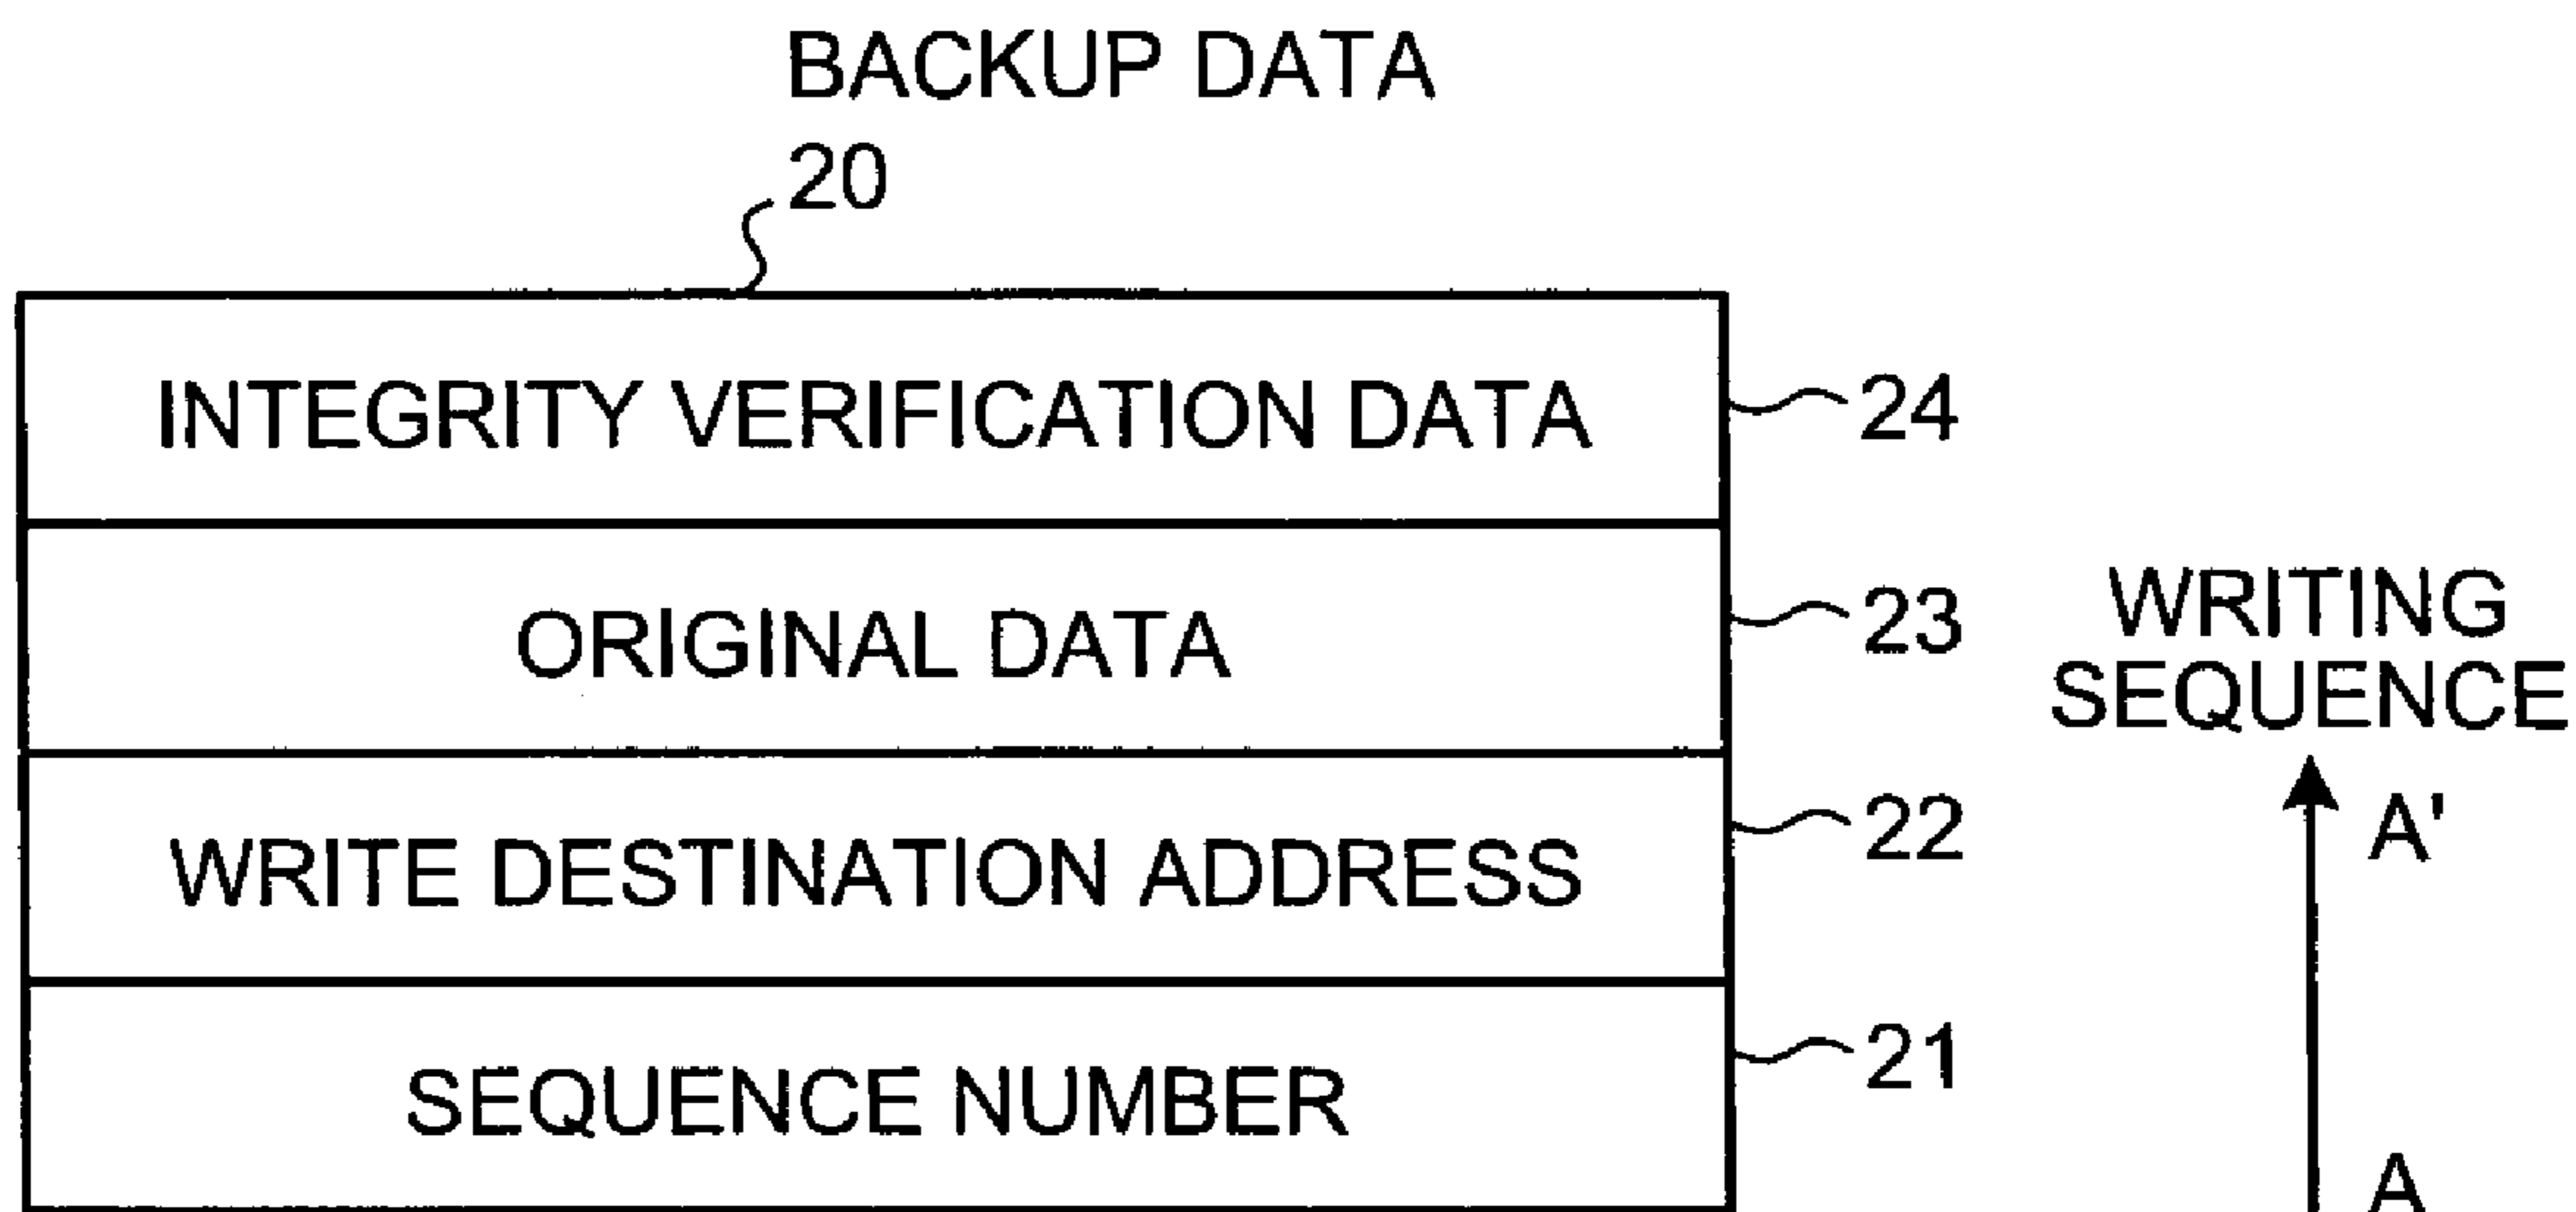 BACKUP DATA
20
INTEGRITY VERIFICATION DATA
24
ORIGINAL DATA
23
WRITING
SEQUENCE
WRITE DESTINATION ADDRESS
22
A'
SEQUENCE NUMBER
21
A